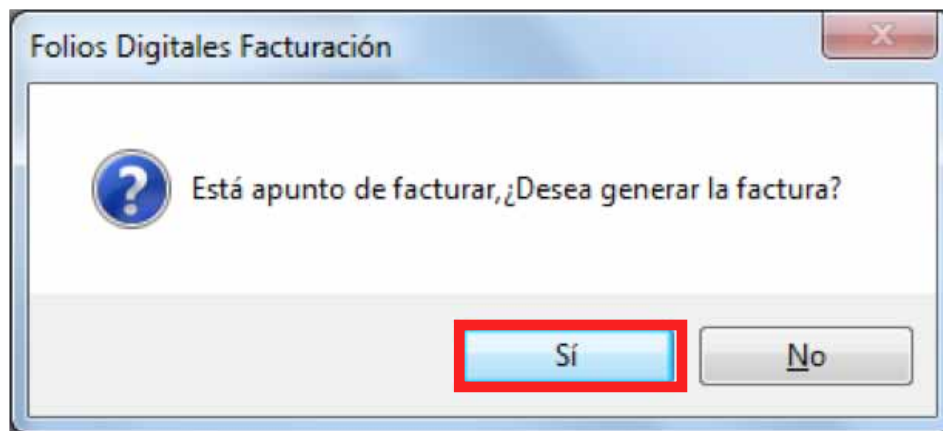 Folios Digitales Facturación
Está apunto de facturar,¿Desea generar la factura?
Sí
No